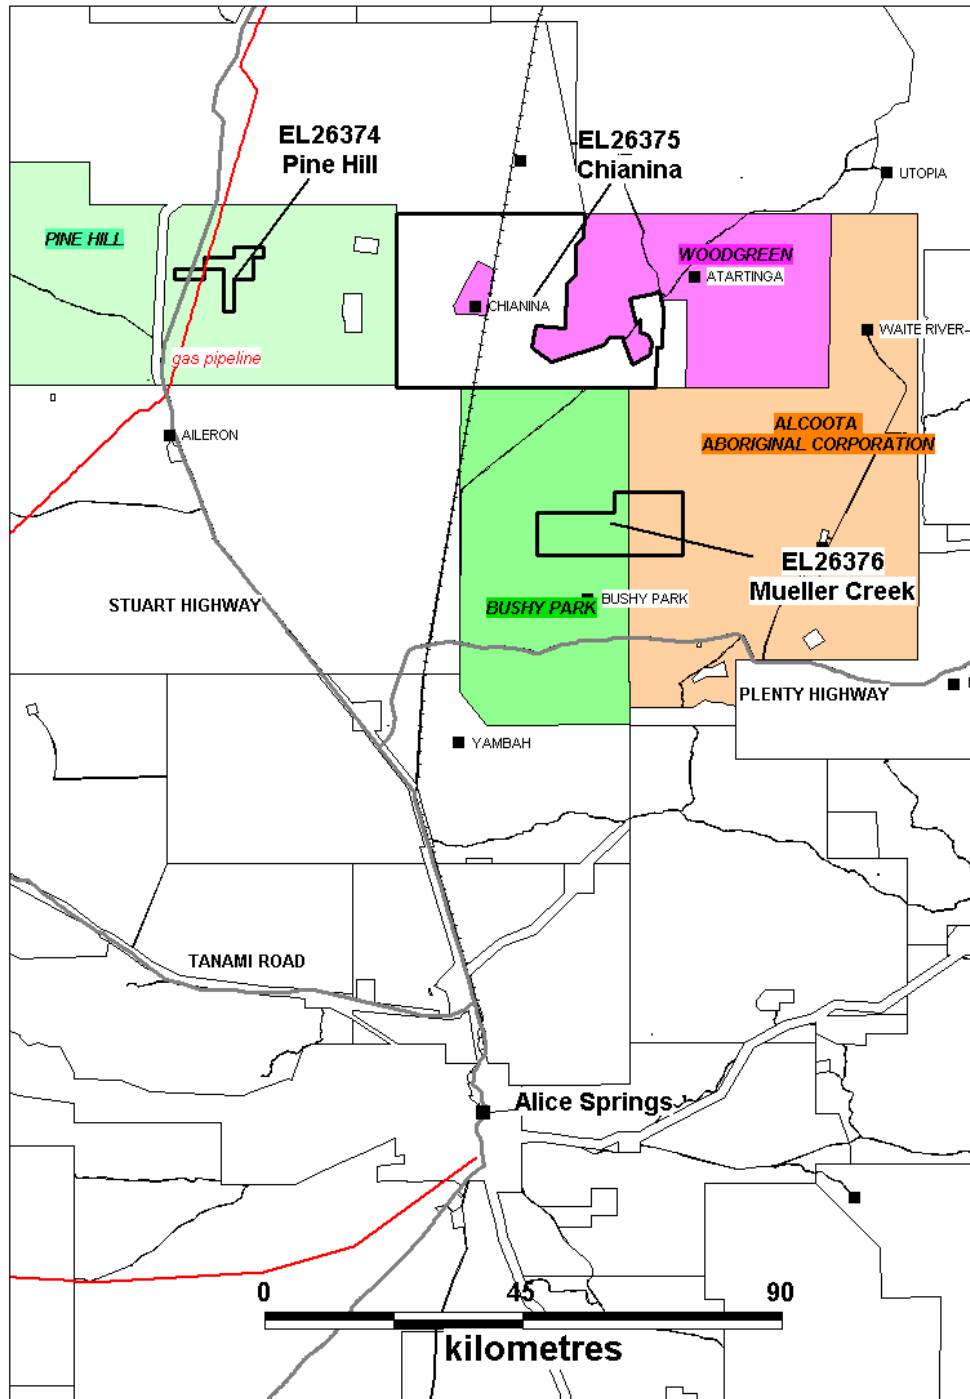 EL26374
Pine Hill
EL26375
Chianina
UTOPIA
PINE HILL
WOODGREEN
ATARTINGA
CHIANINA
WAITE RIVER
gas pipeline
AILERON
ALCOOTA
ABORIGINAL CORPORATION
EL26376
Mueller Creek
STUART HIGHWAY
BUSHY PARK
BUSHY PARK
PLENTY HIGHWAY
YAMBAH
TANAMI ROAD
Alice Springs
0 45 90
kilometres